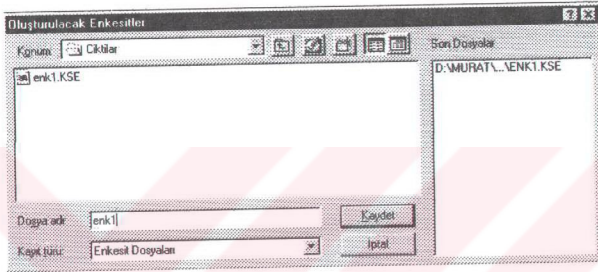 Oluşturulacak Enkesitler
Konum: Ciktilar
Son Dosyalar
enk1.KSE
D:\MURAT\...\ENK1.KSE
Dosya adı: enk1
Kaydet
Kayıt türü: Enkesit Dosyaları
İptal